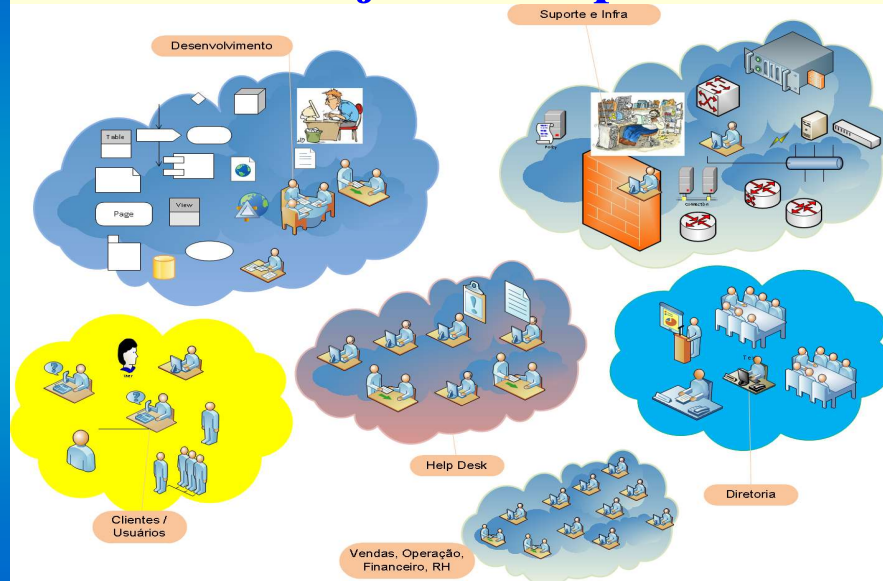 Suporte e Infra
Desenvolvimento
Table
View
Page
Help Desk
Diretoria
Clientes /
Usuários
Vendas, Operação,
Financeiro, RH